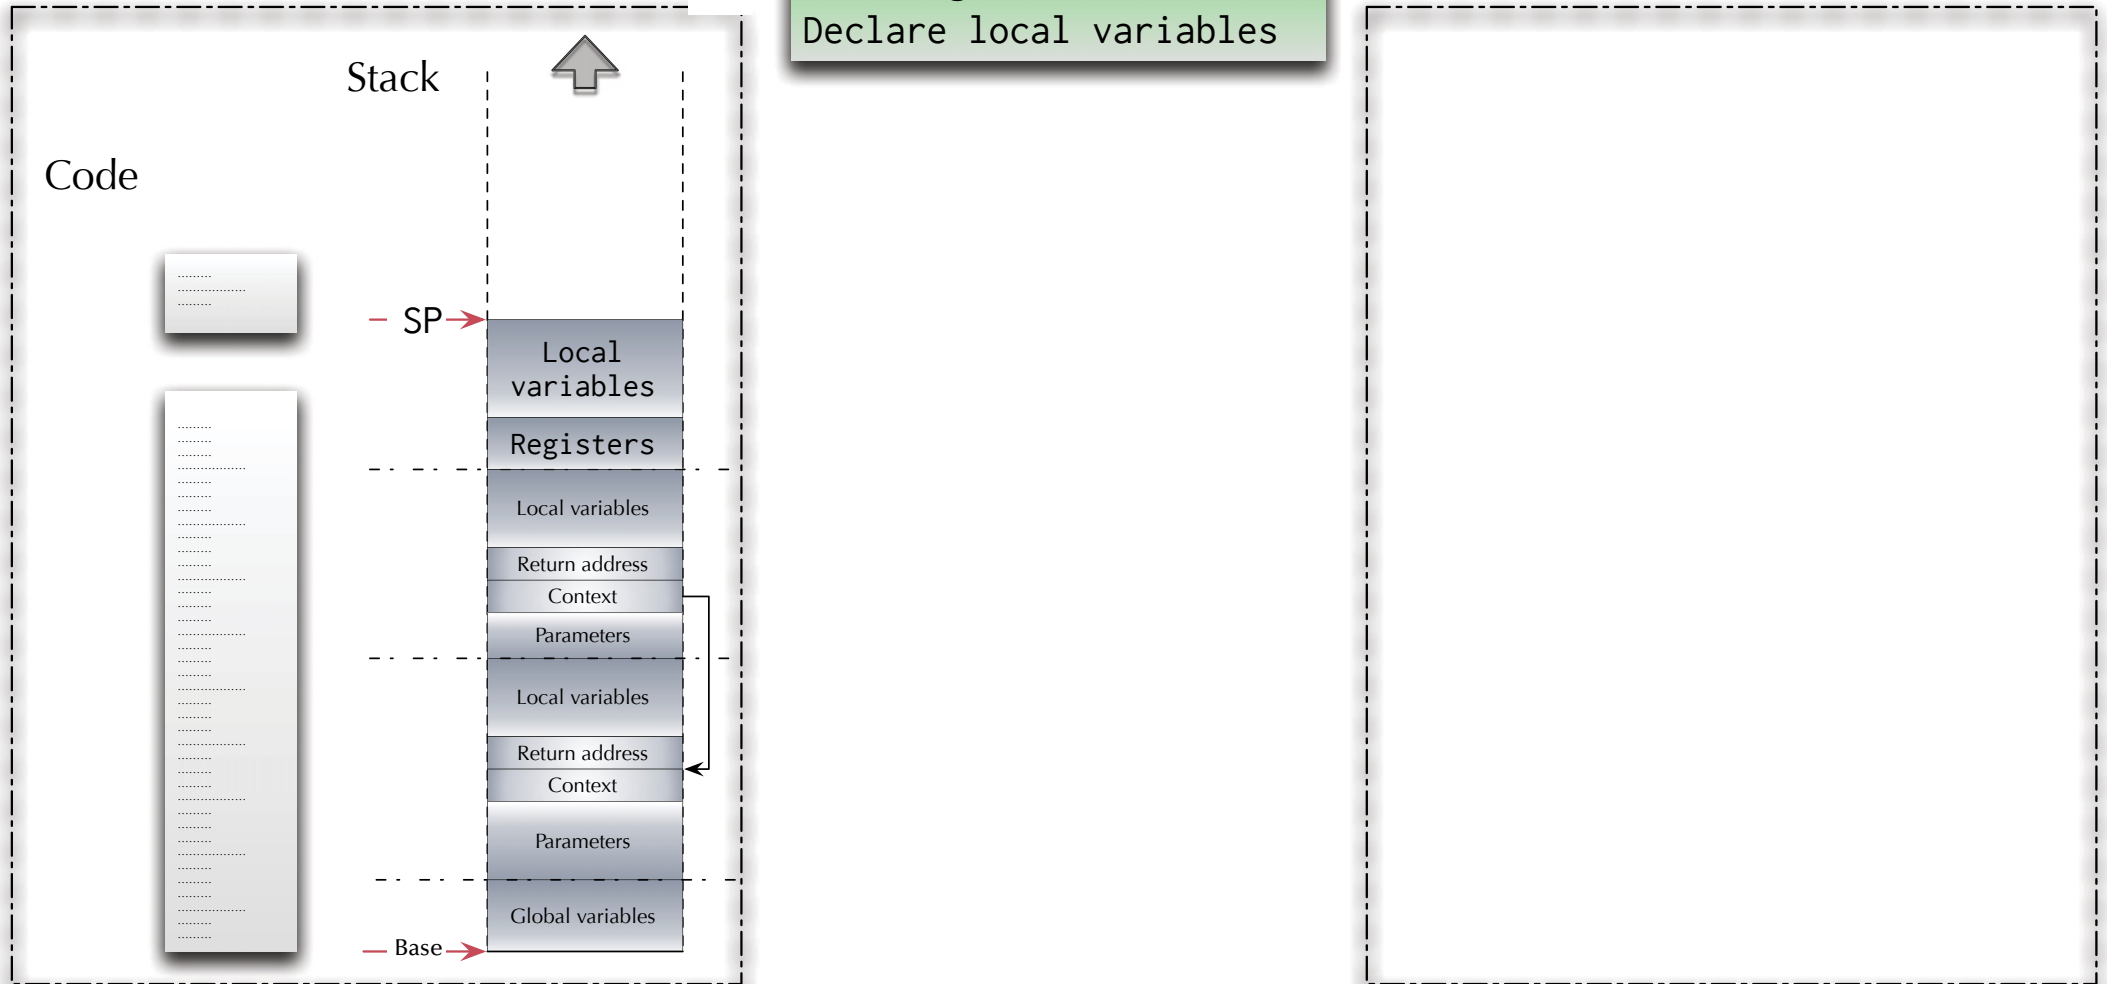 Declare local variables
Stack
Code
SP
Local
variables
Registers
Local variables
Return address
Context
Parameters
Local variables
Return address
Context
Parameters
Global variables
Base